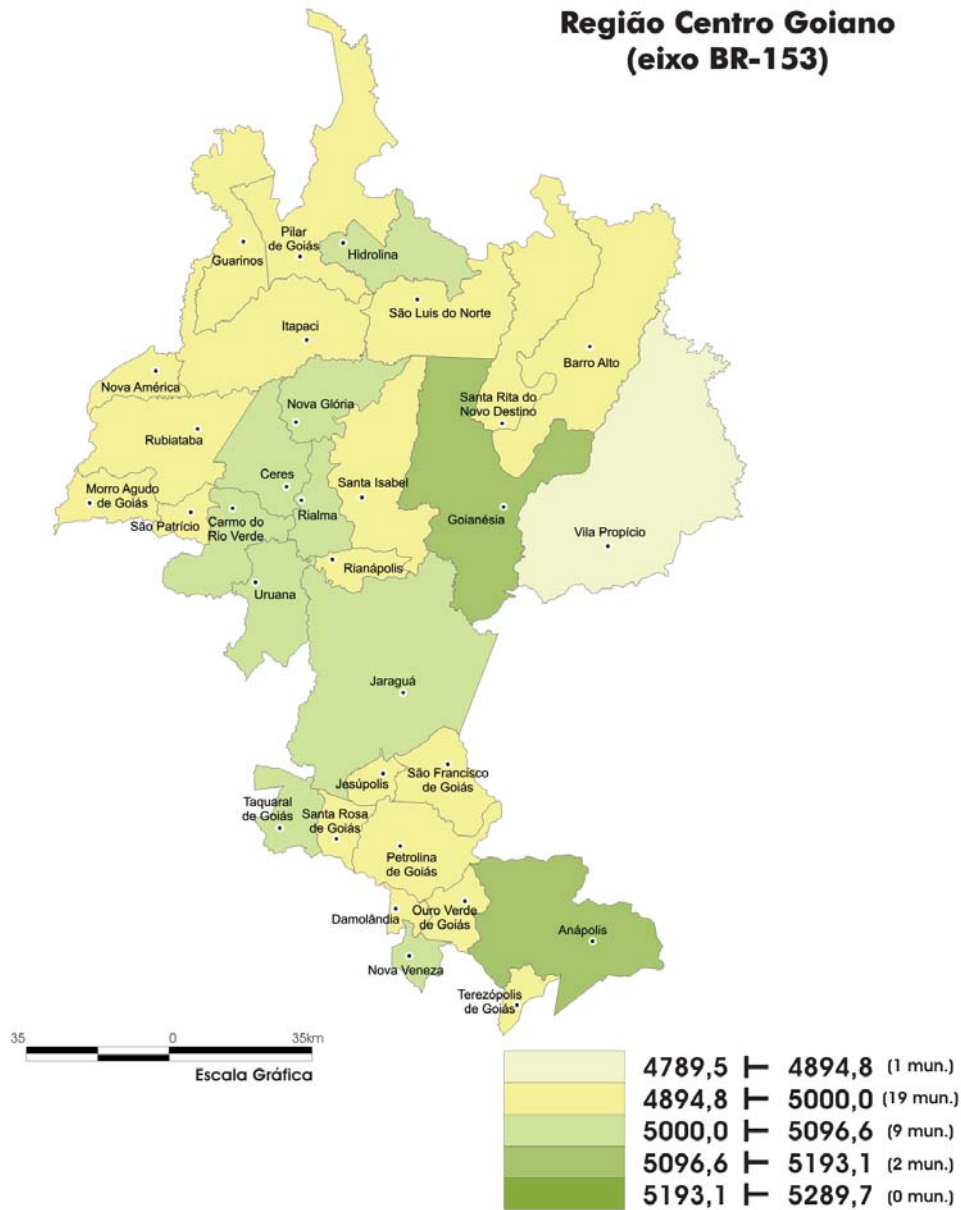 Região Centro Goiano
(eixo BR-153)
Pilar
de Goiás
Hidrolina
Guarinos
São Luis do Norte
Itapaci
Barro Alto
Nova América
Santa Rita do
Novo Destino
Nova Glória
Rubiataba
Ceres
Santa Isabel
Morro Agudo
de Goiás
Rialma
Goianésia
São Patrício
Carmo do
Rio Verde
Vila Propício
Rianápolis
Uruana
Jaraguá
Jesúpolis
São Francisco
de Goiás
Taquaral
de Goiás
Santa Rosa
de Goiás
Petrolina
de Goiás
Damolândia
Ouro Verde
de Goiás
Anápolis
Nova Veneza
Terezópolis
de Goiás
35 0 35km
Escala Gráfica
4789,5 4894,8 (1 mun.)
4894,8 5000,0 (19 mun.)
5000,0 5096,6 (9 mun.)
5096,6 5193,1 (2 mun.)
5193,1 5289,7 (0 mun.)